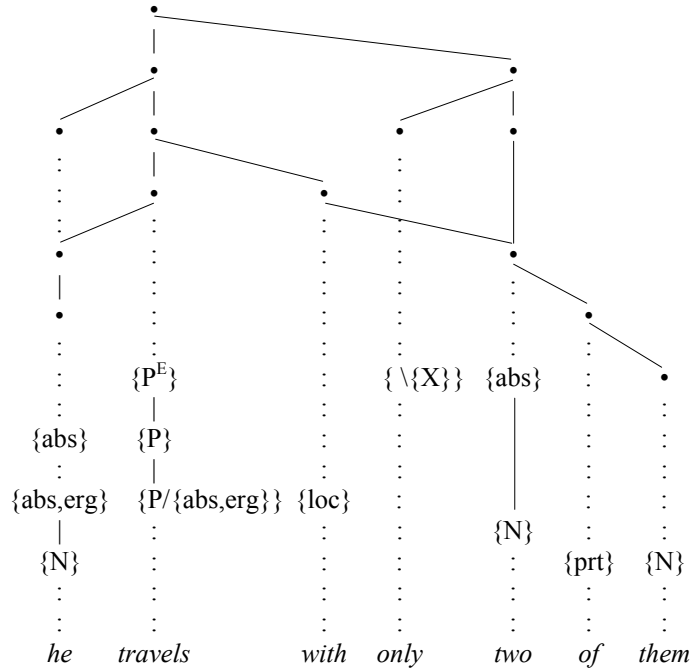 {P^E} { \{X}} {abs}
{abs} {P}
{abs,erg} {P/{abs,erg}} {loc}
{N}
{N} {prt} {N}
he travels with only two of them